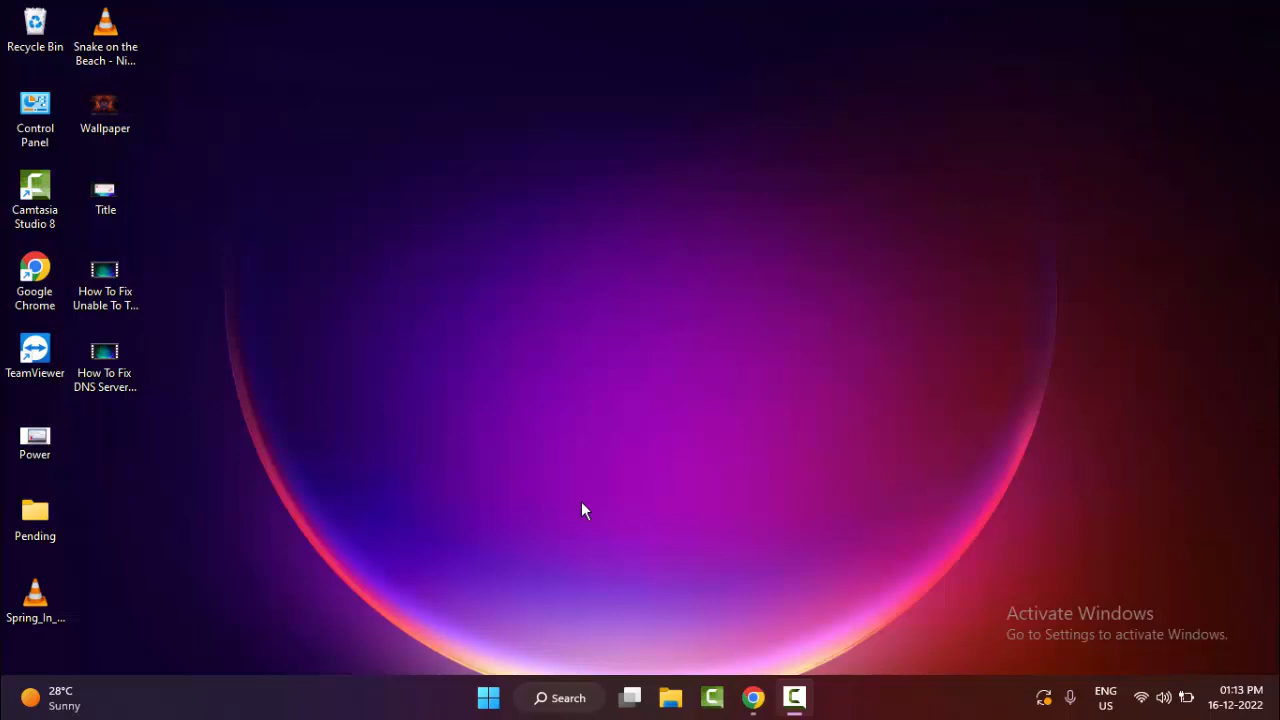 Recycle Bin
Snake on the
Beach - Ni...
Control
Panel
Wallpaper
Camtasia
Studio 8
Title
Google
Chrome
How To Fix
Unable To T...
TeamViewer
How To Fix
DNS Server...
Power
Pending
Spring_In_...
Activate Windows
Go to Settings to activate Windows.
28°C
Sunny
Search
ENG
US
01:13 PM
16-12-2022